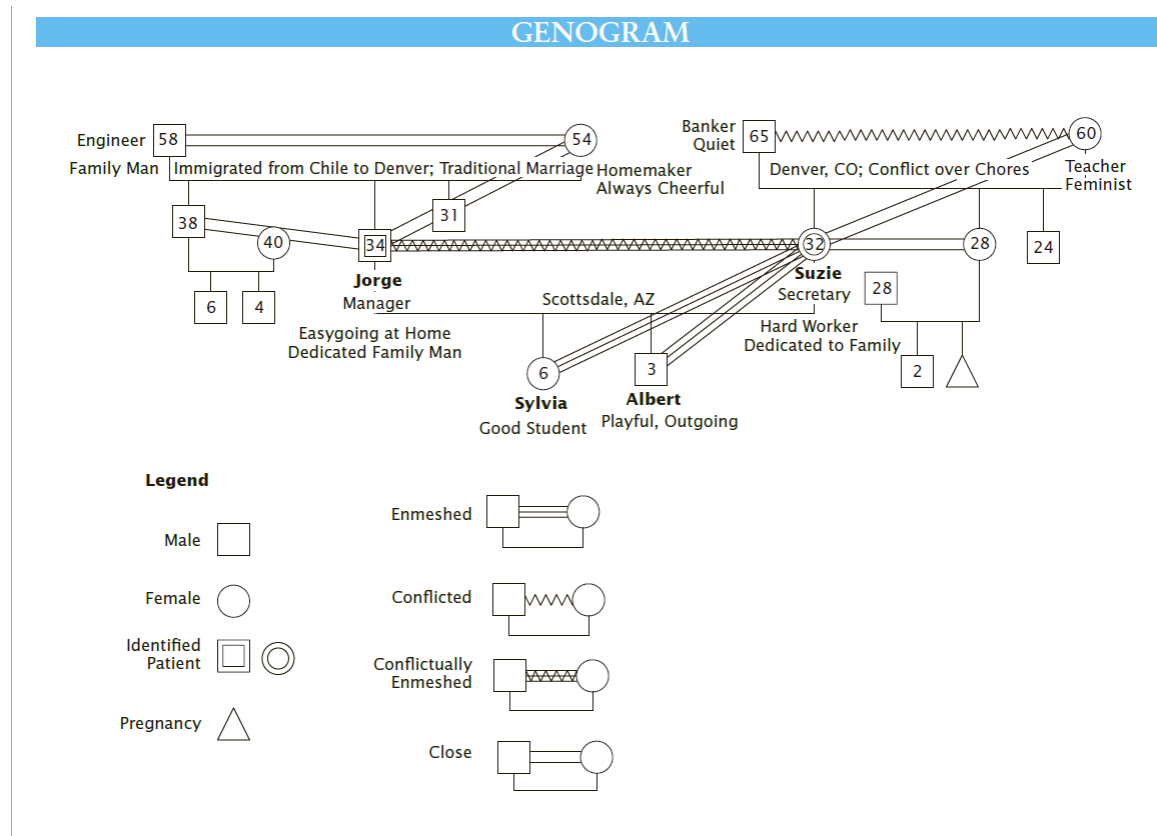 GENOGRAM
Engineer 58
54
Family Man
Immigrated from Chile to Denver; Traditional Marriage
Homemaker
Always Cheerful
Banker
Quiet
65
60
Denver, CO; Conflict over Chores
Teacher
Feminist
38
40
34
31
32
28
24
Jorge
Manager
Easygoing at Home
Dedicated Family Man
6
4
Scottsdale, AZ
Suzie
Secretary
28
Hard Worker
Dedicated to Family
2
6
Sylvia
Good Student
3
Albert
Playful, Outgoing
Legend
Male
Female
Identified
Patient
Pregnancy
Enmeshed
Conflicted
Conflictually
Enmeshed
Close